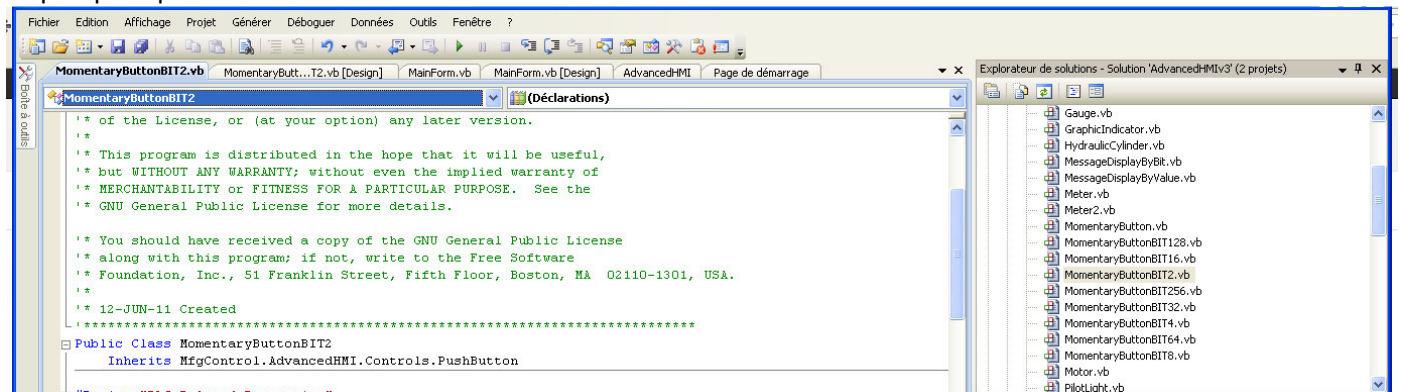 Fichier Edition Affichage Projet Générer Déboguer Données Outils Fenêtre ?
MomentaryButtonBIT2.vb MomentaryButt...T2.vb [Design] MainForm.vb MainForm.vb [Design] AdvancedHMI Page de démarrage
Boîte à outils
MomentaryButtonBIT2 (Déclarations)
'* of the License, or (at your option) any later version.
'*
'* This program is distributed in the hope that it will be useful,
'* but WITHOUT ANY WARRANTY; without even the implied warranty of
'* MERCHANTABILITY or FITNESS FOR A PARTICULAR PURPOSE. See the
'* GNU General Public License for more details.
'* You should have received a copy of the GNU General Public License
'* along with this program; if not, write to the Free Software
'* Foundation, Inc., 51 Franklin Street, Fifth Floor, Boston, MA 02110-1301, USA.
'*
'* 12-JUN-11 Created
'****************************************************************************
Public Class MomentaryButtonBIT2
Inherits MfgControl.AdvancedHMI.Controls.PushButton
Explorateur de solutions - Solution 'AdvancedHMIv3' (2 projets)
Gauge.vb
GraphicIndicator.vb
HydraulicCylinder.vb
MessageDisplayByBit.vb
MessageDisplayByValue.vb
Meter.vb
Meter2.vb
MomentaryButton.vb
MomentaryButtonBIT128.vb
MomentaryButtonBIT16.vb
MomentaryButtonBIT2.vb
MomentaryButtonBIT256.vb
MomentaryButtonBIT32.vb
MomentaryButtonBIT4.vb
MomentaryButtonBIT64.vb
MomentaryButtonBIT8.vb
Motor.vb
PilotLight.vb